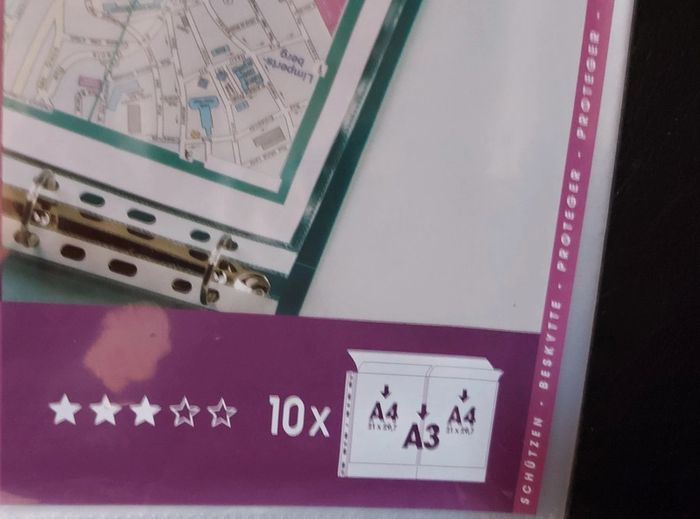 Limperts
berg
10x
A4
21 x 29,7
A4
21 x 29,7
A3
SCHÜTZEN - BESKYTTE - PROTEGER - PROTEGER -